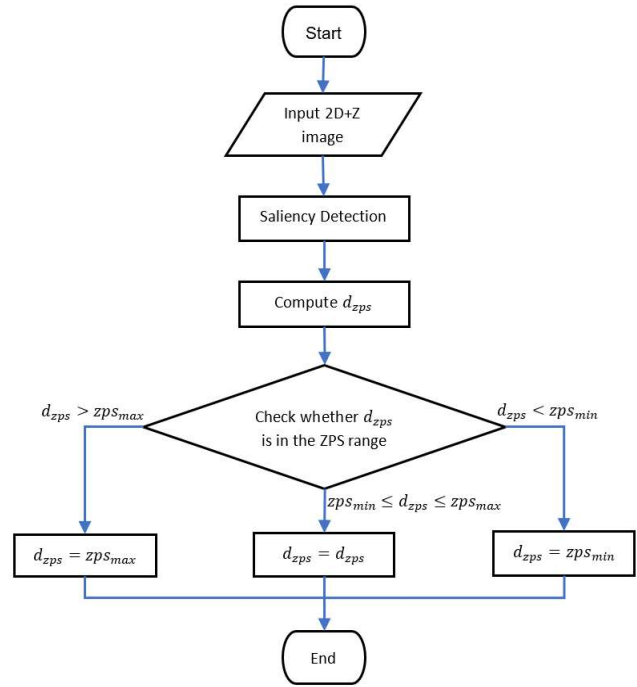 Start
Input 2D+Z
image
Saliency Detection
Compute d_zps
d_zps > zps_max
Check whether d_zps
is in the ZPS range
d_zps < zps_min
zps_min ≤ d_zps ≤ zps_max
d_zps = zps_max
d_zps = d_zps
d_zps = zps_min
End